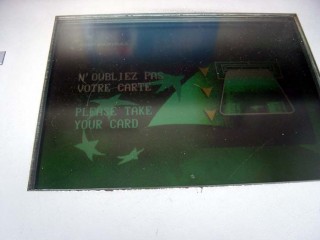 N'OUBLIEZ PAS
VOTRE CARTE
PLEASE TAKE
YOUR CARD